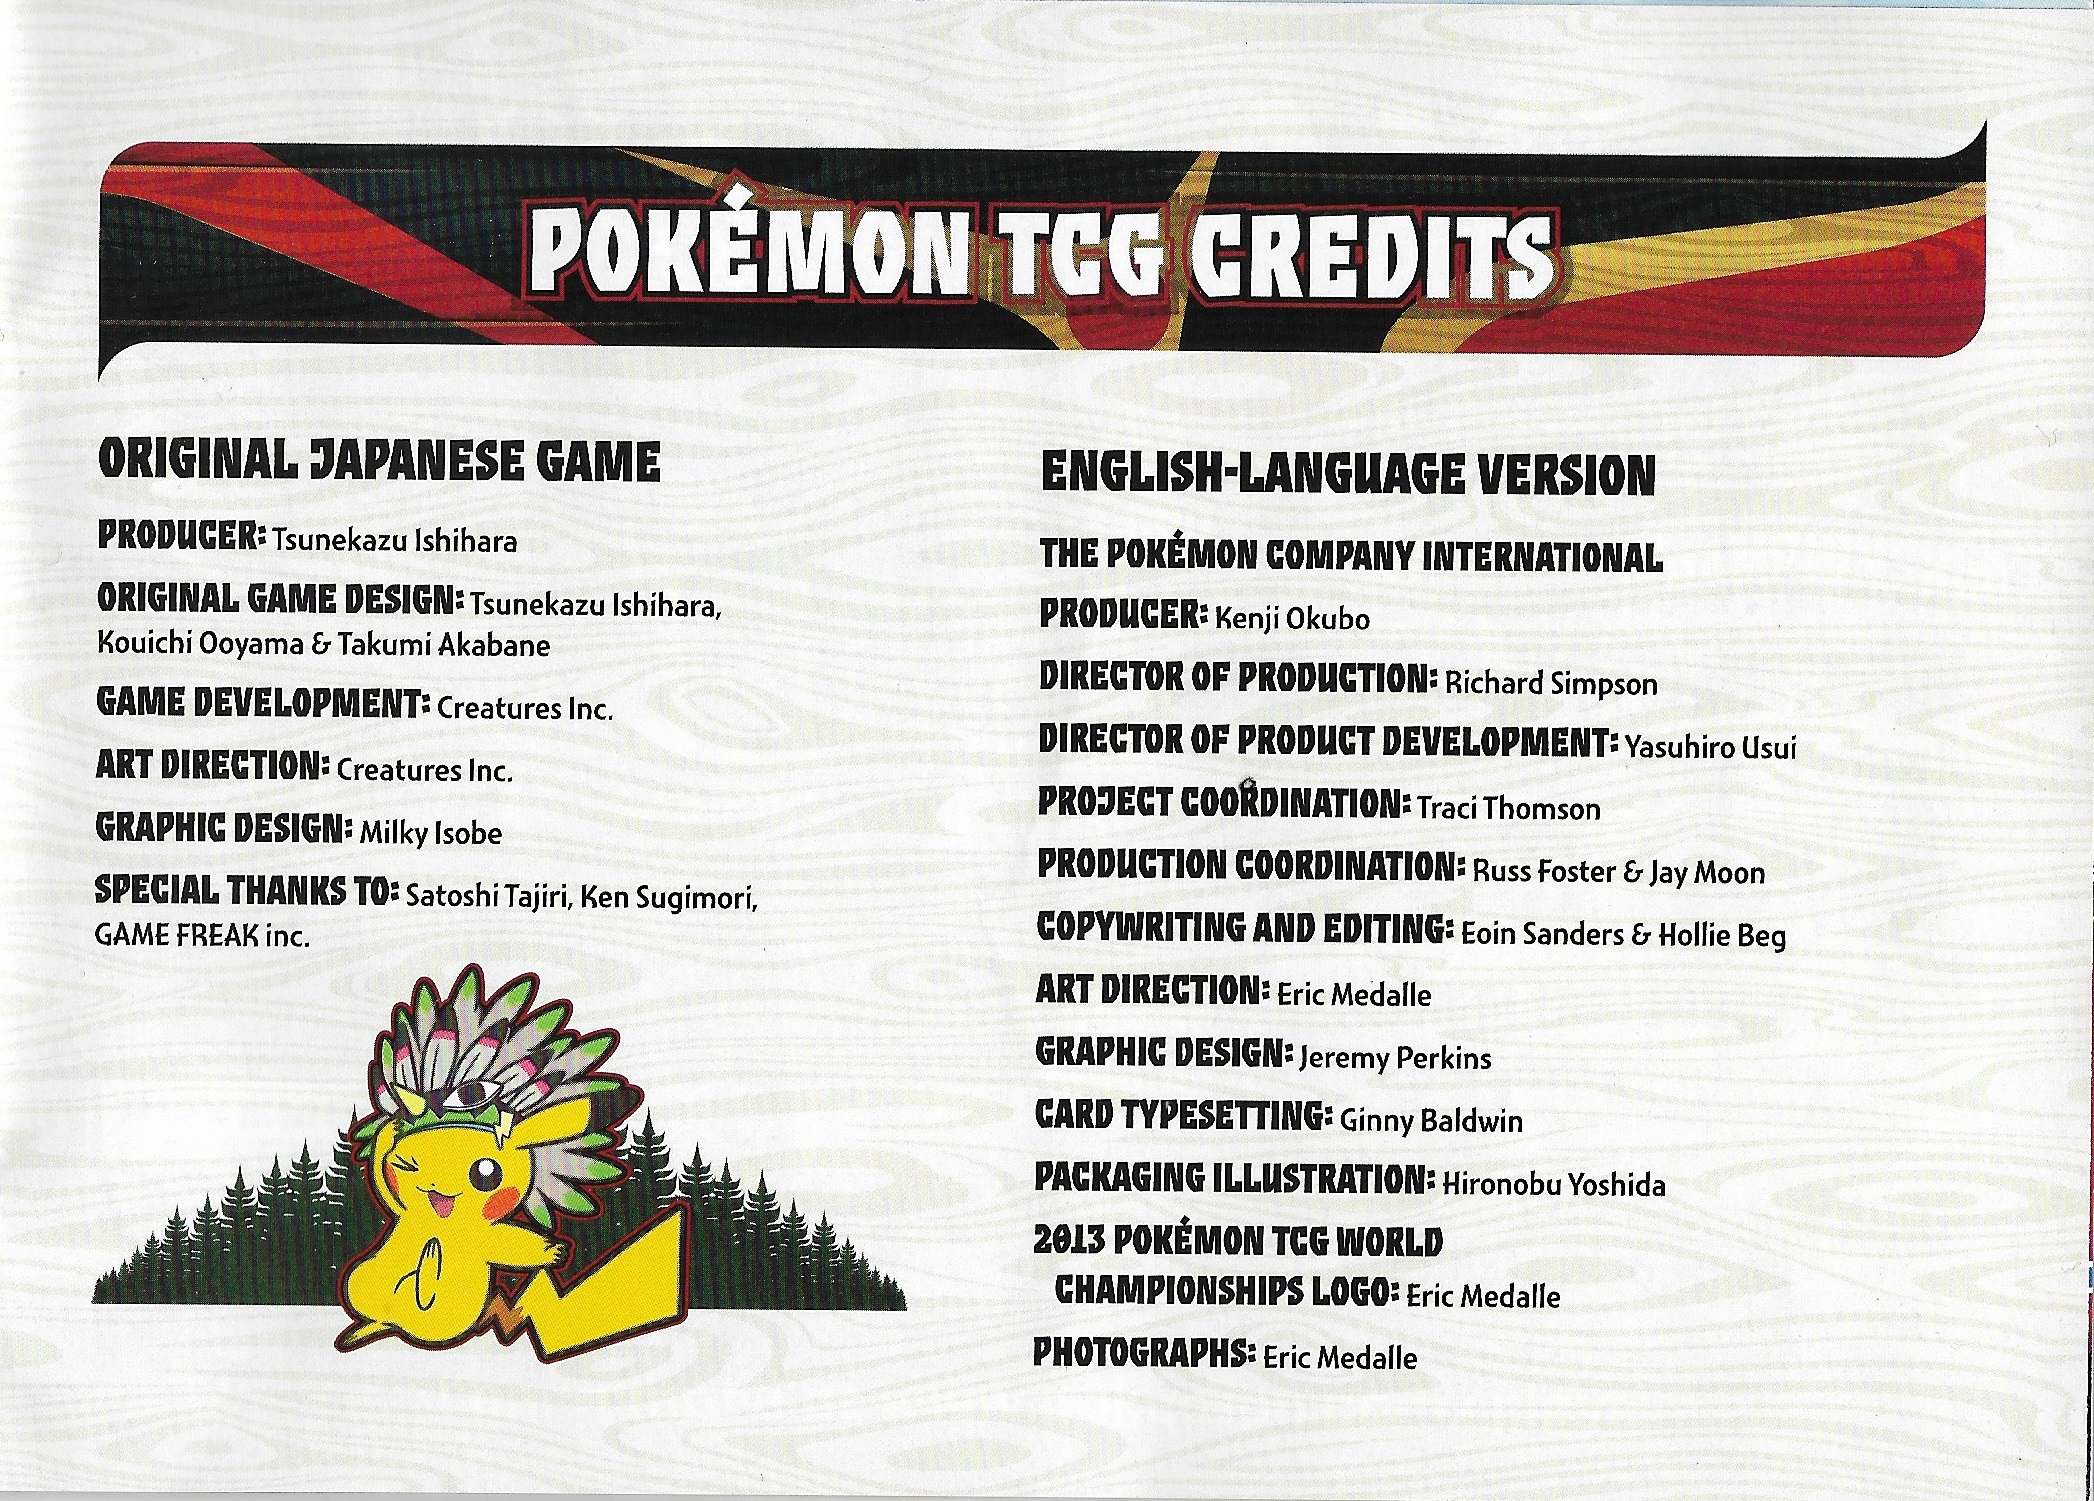 POKÉMON TCG CREDITS
ORIGINAL JAPANESE GAME
PRODUCER: Tsunekazu Ishihara
ORIGINAL GAME DESIGN: Tsunekazu Ishihara,
Kouichi Ooyama & Takumi Akabane
GAME DEVELOPMENT: Creatures Inc.
ART DIRECTION: Creatures Inc.
GRAPHIC DESIGN: Milky Isobe
SPECIAL THANKS TO: Satoshi Tajiri, Ken Sugimori,
GAME FREAK inc.
ENGLISH-LANGUAGE VERSION
THE POKÉMON COMPANY INTERNATIONAL
PRODUCER: Kenji Okubo
DIRECTOR OF PRODUCTION: Richard Simpson
DIRECTOR OF PRODUCT DEVELOPMENT: Yasuhiro Usui
PROJECT COORDINATION: Traci Thomson
PRODUCTION COORDINATION: Russ Foster & Jay Moon
COPYWRITING AND EDITING: Eoin Sanders & Hollie Beg
ART DIRECTION: Eric Medalle
GRAPHIC DESIGN: Jeremy Perkins
CARD TYPESETTING: Ginny Baldwin
PACKAGING ILLUSTRATION: Hironobu Yoshida
2013 POKÉMON TCG WORLD
CHAMPIONSHIPS LOGO: Eric Medalle
PHOTOGRAPHS: Eric Medalle